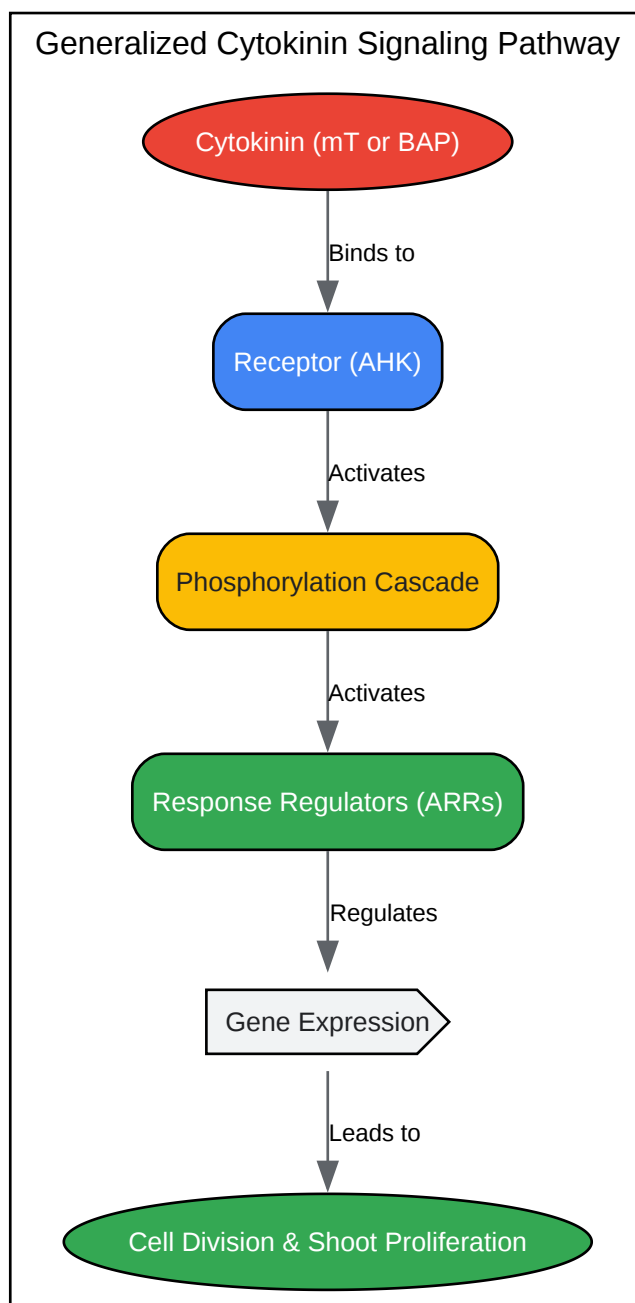 Generalized Cytokinin Signaling Pathway
Cytokinin (mT or BAP)
Binds to
Receptor (AHK)
Activates
Phosphorylation Cascade
Activates
Response Regulators (ARRs)
Regulates
Gene Expression
Leads to
Cell Division & Shoot Proliferation